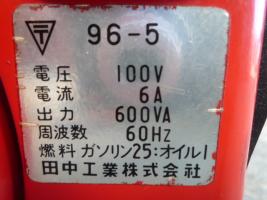 〒 96-5
電圧 100V
電流 6A
出力 600VA
周波数 60Hz
燃料 ガソリン25:オイル1
田中工業株式会社